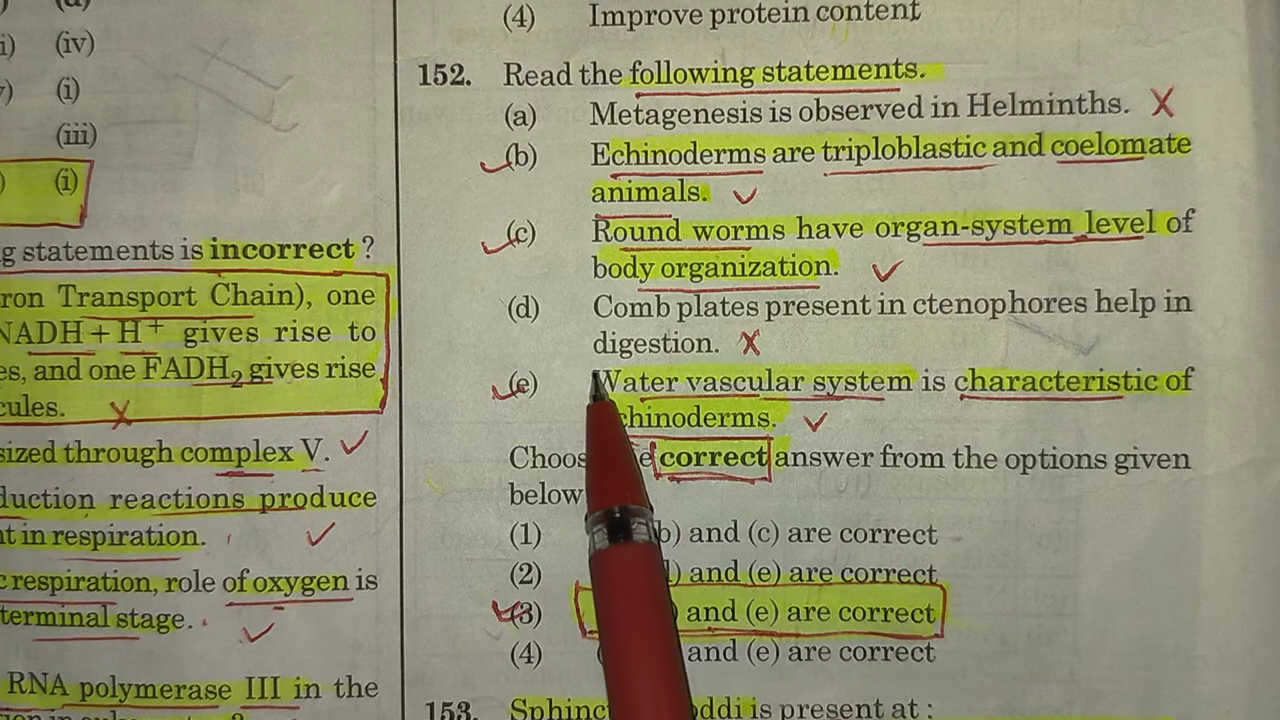 i) (iv)
) (i)
(iii)
) (i)
g statements is incorrect ?
ron Transport Chain), one
NADH + H+ gives rise to
es, and one FADH2 gives rise
cules.
sized through complex V.
duction reactions produce
t in respiration.
c respiration, role of oxygen is
terminal stage.
RNA polymerase III in the
(4) Improve protein content
152. Read the following statements.
(a) Metagenesis is observed in Helminths.
(b) Echinoderms are triploblastic and coelomate
animals.
(c) Round worms have organ-system level of
body organization.
(d) Comb plates present in ctenophores help in
digestion.
(e) Water vascular system is characteristic of
chinoderms.
Choos e correct answer from the options given
below
(1) b) and (c) are correct
(2) ) and (e) are correct
(3) ) and (e) are correct
(4) ( and (e) are correct
153. Sphinc oddi is present at :